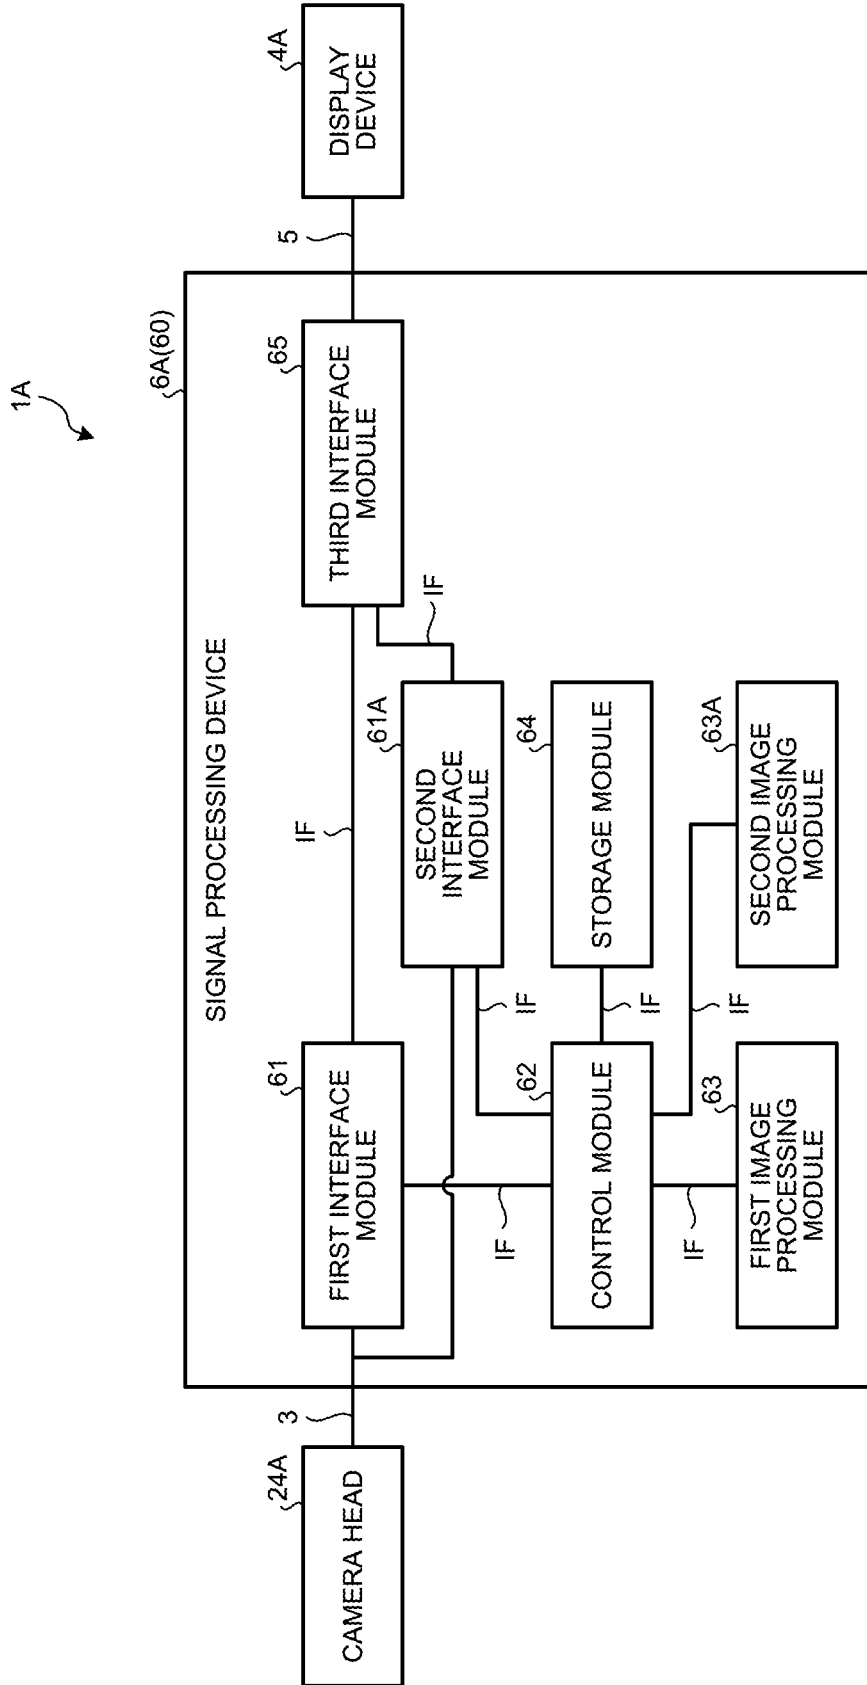 1A
6A(60)
SIGNAL PROCESSING DEVICE
24A
CAMERA HEAD
3
61
FIRST INTERFACE
MODULE
IF
65
THIRD INTERFACE
MODULE
5
4A
DISPLAY
DEVICE
IF
61A
SECOND
INTERFACE
MODULE
IF
IF
62
CONTROL MODULE
IF
64
STORAGE MODULE
IF
IF
63
FIRST IMAGE
PROCESSING
MODULE
63A
SECOND IMAGE
PROCESSING
MODULE